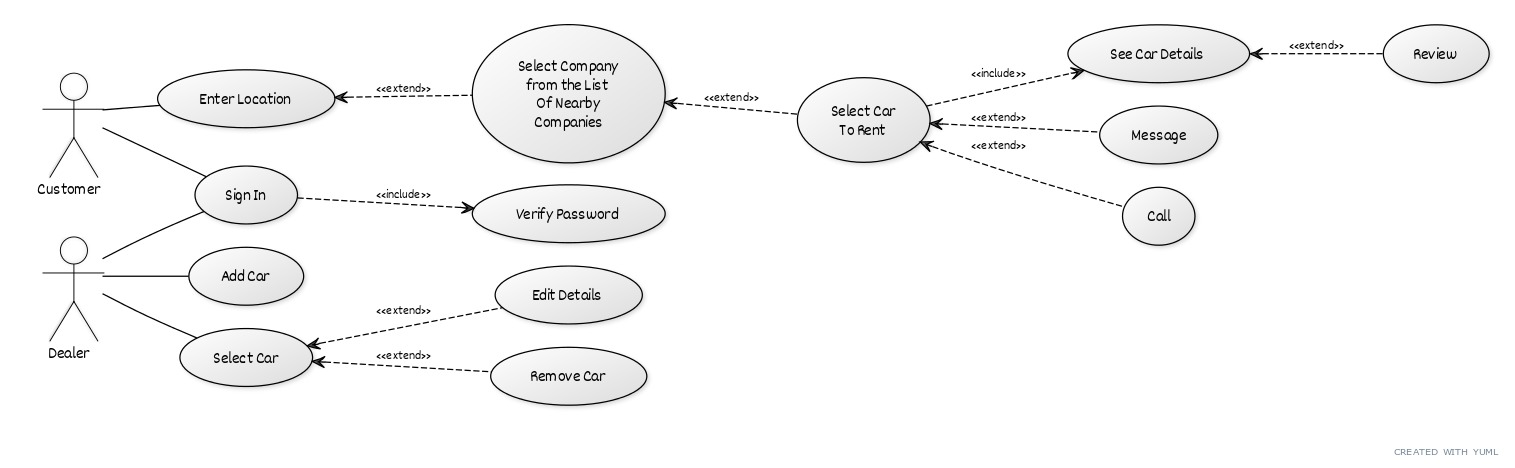 Customer
Dealer
Enter Location
Sign In
Add Car
Select Car
<<extend>>
<<include>>
<<extend>>
<<extend>>
Select Company
from the List
Of Nearby
Companies
Verify Password
Edit Details
Remove Car
<<extend>>
Select Car
To Rent
<<include>>
<<extend>>
<<extend>>
See Car Details
Message
Call
<<extend>>
Review
CREATED WITH YUML